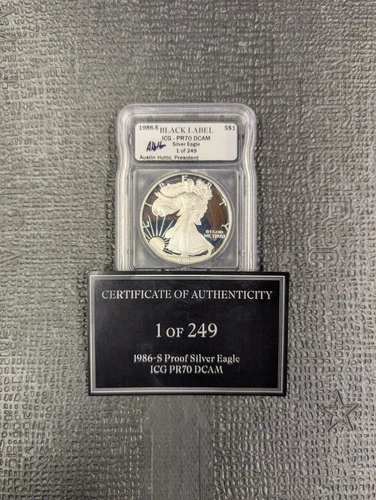 1986-S BLACK LABEL S$1
ICG - PR70 DCAM
Silver Eagle
1 of 249
Austin Hutto, President
LIBERTY
IN GOD
WE TRUST
CERTIFICATE OF AUTHENTICITY
1 OF 249
1986-S Proof Silver Eagle
ICG PR70 DCAM